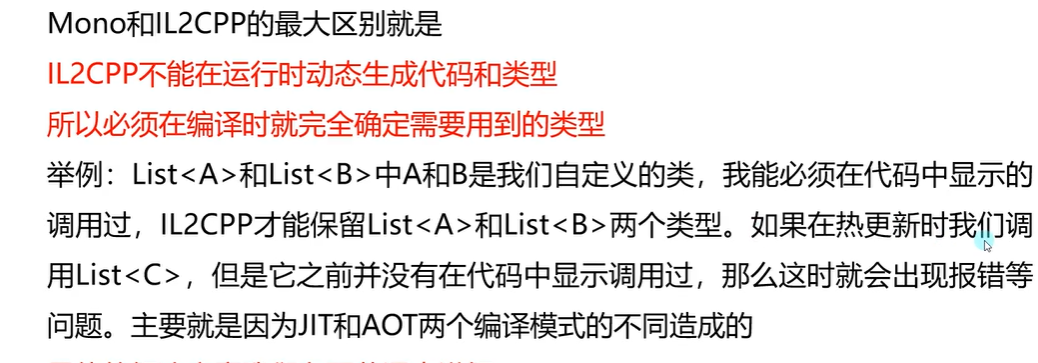 Mono和IL2CPP的最大区别就是
IL2CPP不能在运行时动态生成代码和类型
所以必须在编译时就完全确定需要用到的类型
举例：List<A>和List<B>中A和B是我们自定义的类，我能必须在代码中显示的
调用过，IL2CPP才能保留List<A>和List<B>两个类型。如果在热更新时我们调
用List<C>，但是它之前并没有在代码中显示调用过，那么这时就会出现报错等
问题。主要就是因为JIT和AOT两个编译模式的不同造成的